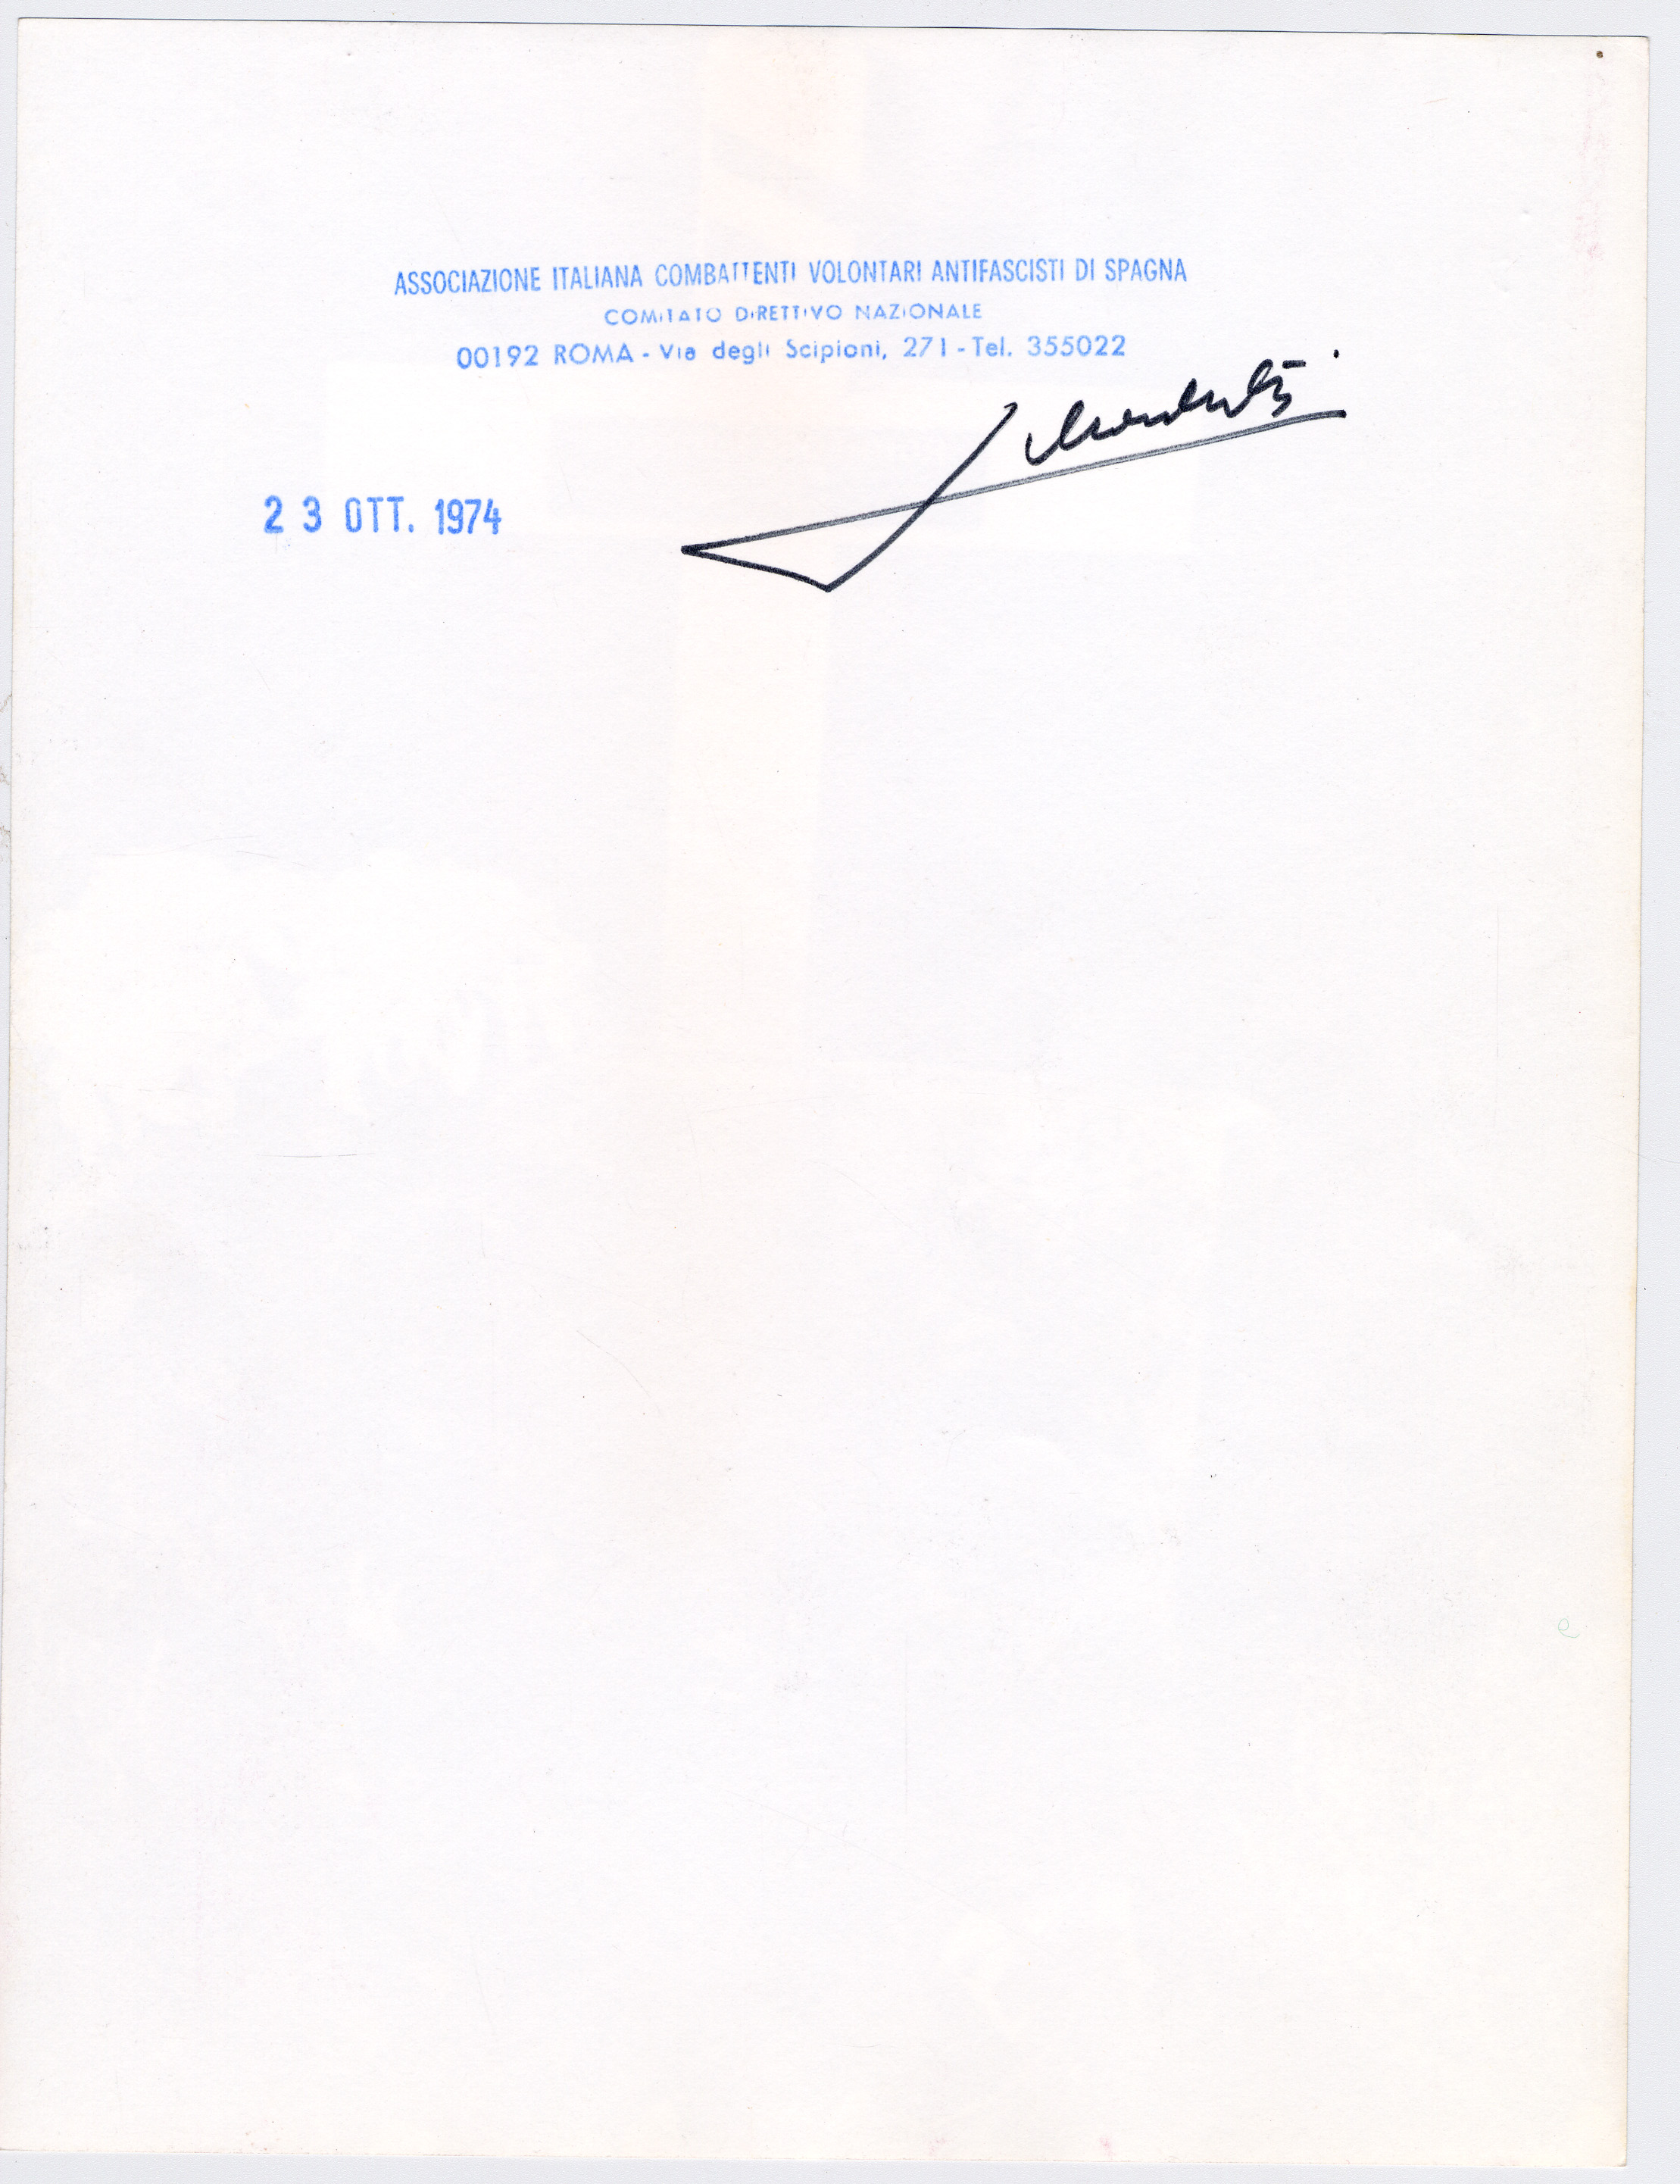 ASSOCIAZIONE ITALIANA COMBATTENTI VOLONTARI ANTIFASCISTI DI SPAGNA
COMITATO DIRETTIVO NAZIONALE
00192 ROMA - Via degli Scipioni, 271 - Tel. 355022
23 OTT. 1974